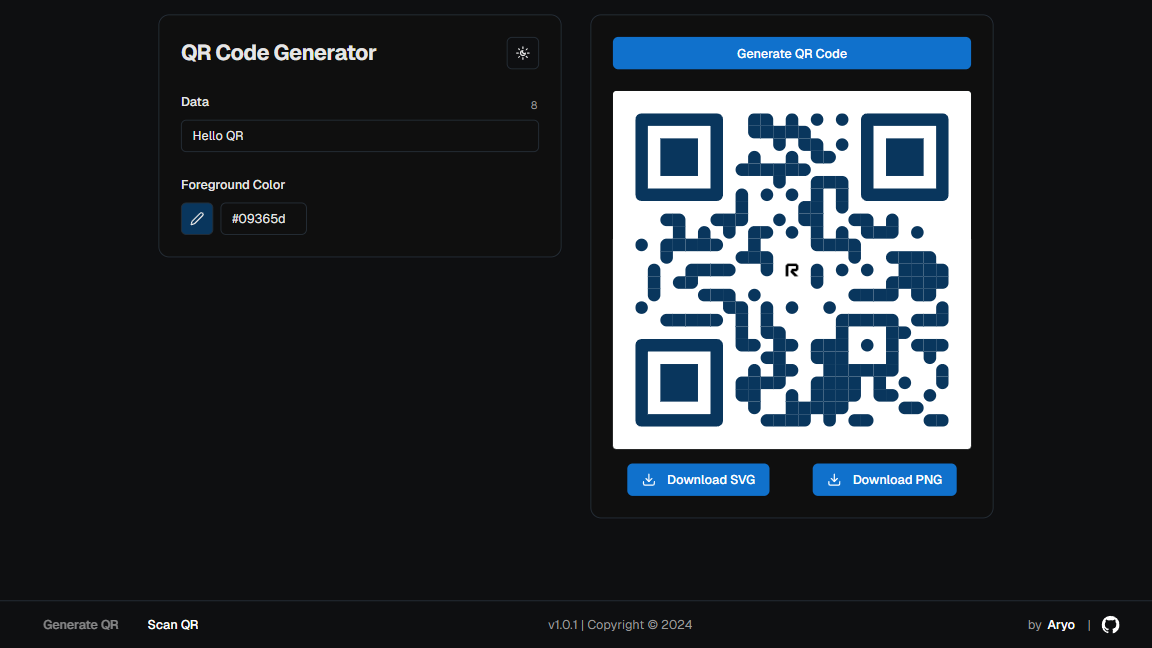 QR Code Generator
Data
8
Hello QR
Foreground Color
#09365d
Generate QR Code
R
Download SVG
Download PNG
Generate QR
Scan QR
v1.0.1 | Copyright © 2024
by Aryo |